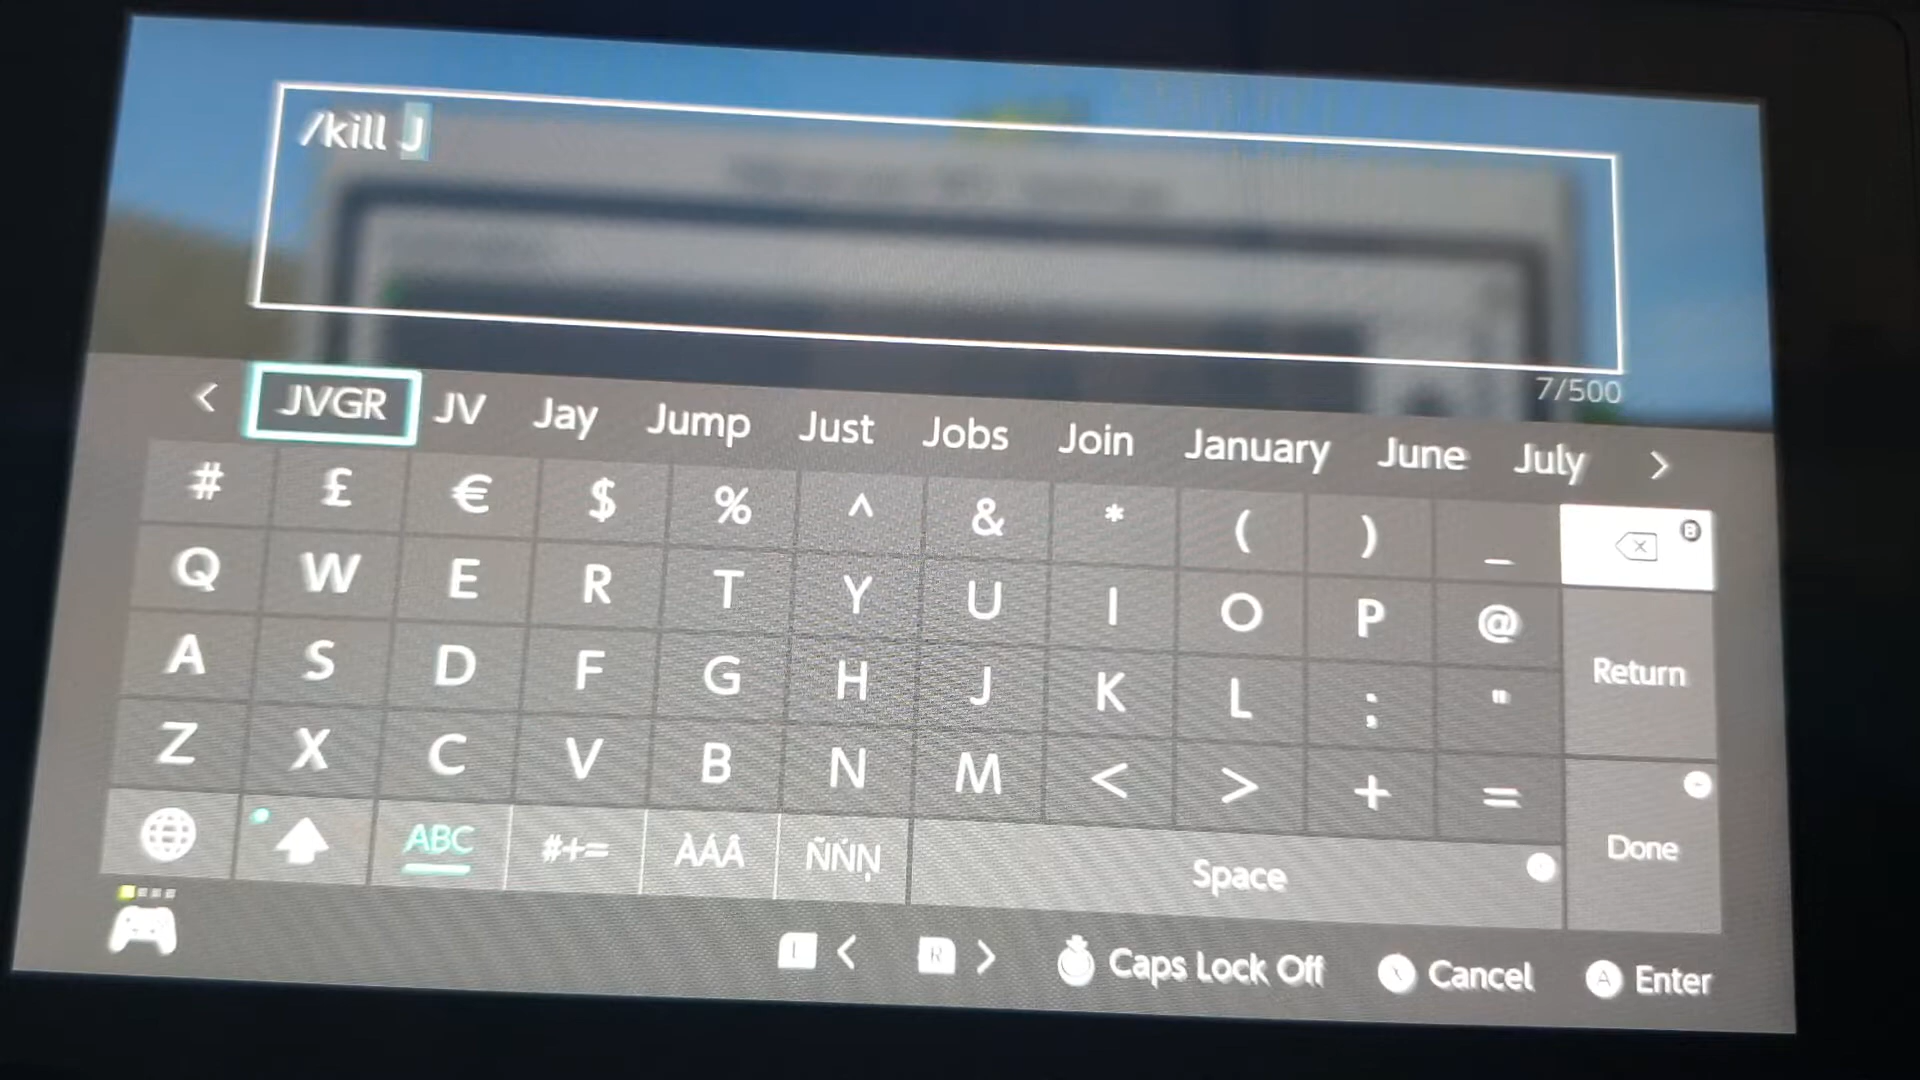 /kill J
7/500
< JVGR JV Jay Jump Just Jobs Join January June July >
# £ € $ % ^ & * ( ) _ B
Q W E R T Y U I O P @
A S D F G H J K L ; " Return
Z X C V B N M < > + =
ABC #+= ÀÁÂ ÑŃŅ Space Done
L < R > Caps Lock Off Cancel A Enter